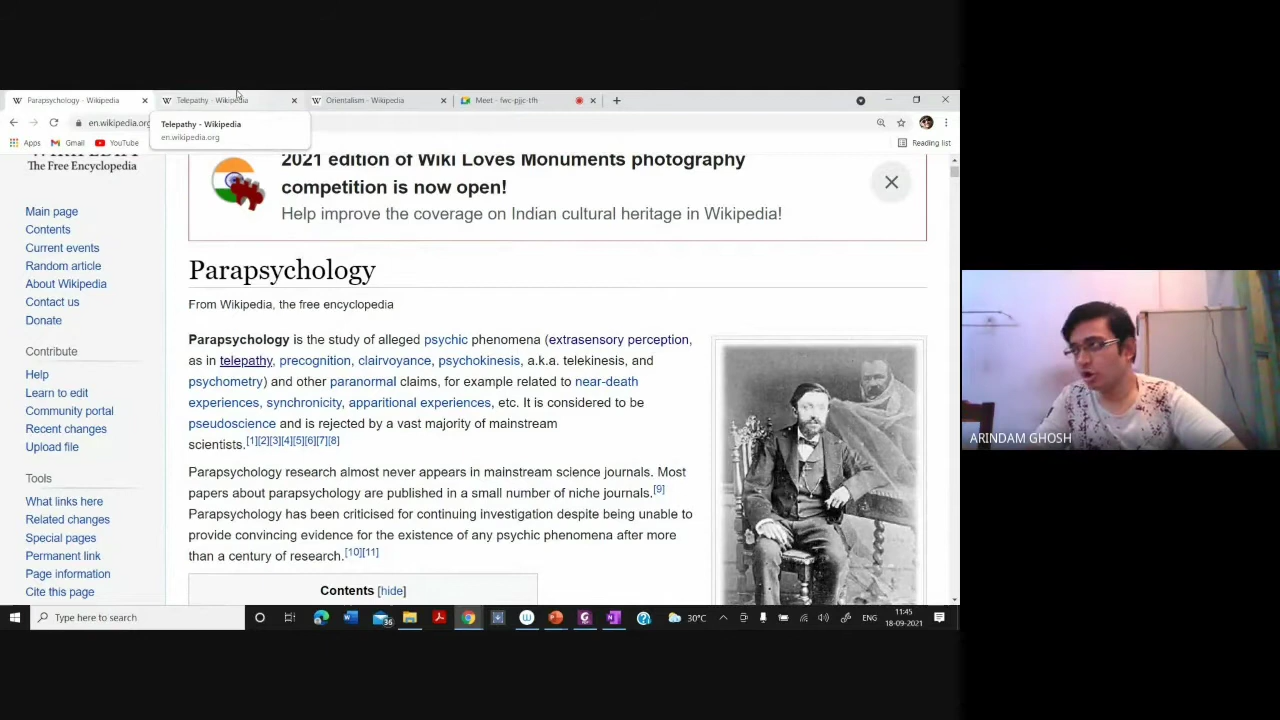 Parapsychology - Wikipedia
Telepathy - Wikipedia
Orientalism - Wikipedia
Meet - fwc-pjjc-tfh
en.wikipedia.org
Telepathy - Wikipedia
en.wikipedia.org
Apps
Gmail
YouTube
Reading list
The Free Encyclopedia
Main page
Contents
Current events
Random article
About Wikipedia
Contact us
Donate
Contribute
Help
Learn to edit
Community portal
Recent changes
Upload file
Tools
What links here
Related changes
Special pages
Permanent link
Page information
Cite this page
2021 edition of Wiki Loves Monuments photography
competition is now open!
Help improve the coverage on Indian cultural heritage in Wikipedia!
Parapsychology
From Wikipedia, the free encyclopedia
Parapsychology is the study of alleged psychic phenomena (extrasensory perception,
as in telepathy, precognition, clairvoyance, psychokinesis, a.k.a. telekinesis, and
psychometry) and other paranormal claims, for example related to near-death
experiences, synchronicity, apparitional experiences, etc. It is considered to be
pseudoscience and is rejected by a vast majority of mainstream
scientists.[1][2][3][4][5][6][7][8]
Parapsychology research almost never appears in mainstream science journals. Most
papers about parapsychology are published in a small number of niche journals.[9]
Parapsychology has been criticised for continuing investigation despite being unable to
provide convincing evidence for the existence of any psychic phenomena after more
than a century of research.[10][11]
Contents [hide]
ARINDAM GHOSH
Type here to search
36
30°C
ENG
11:45
18-09-2021